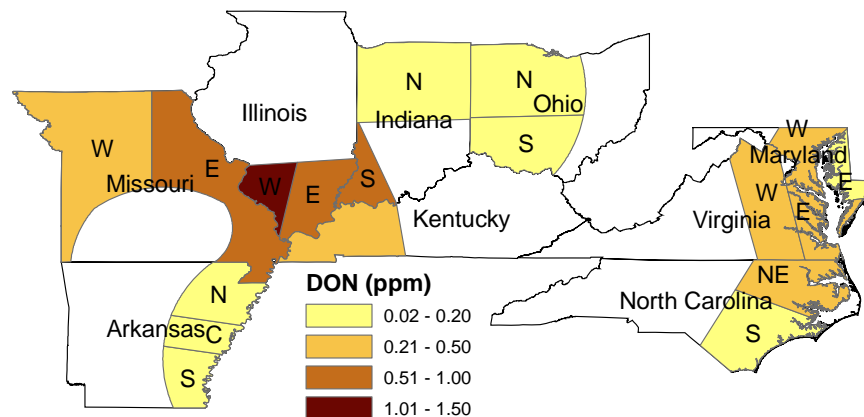 N
N
Ohio
Illinois
Indiana
W
W
S
Maryland
E
W
E
S
E
Missouri
W
E
Kentucky
Virginia
E
DON (ppm)
NE
N
0.02 - 0.20
North Carolina
Arkansas
C
0.21 - 0.50
S
S
0.51 - 1.00
1.01 - 1.50